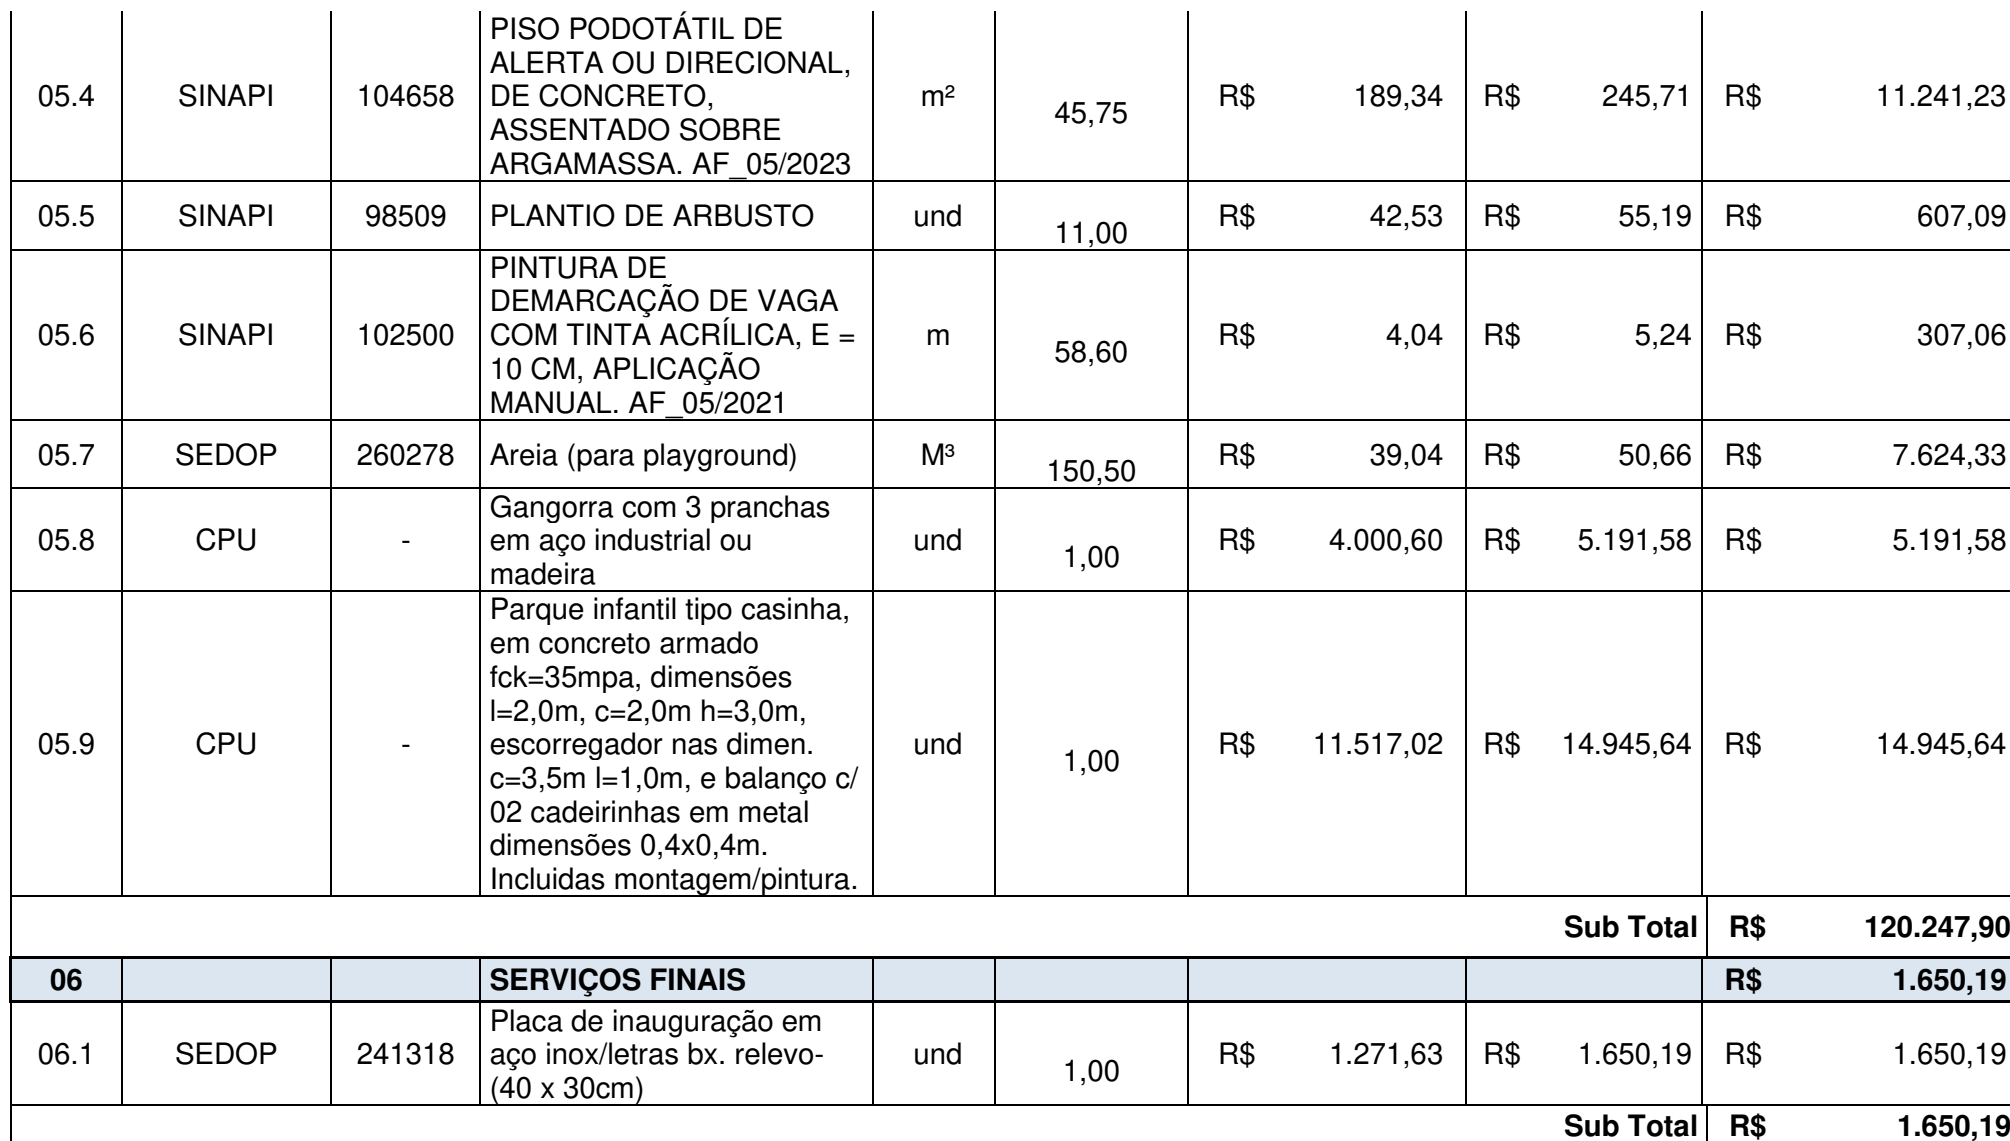 PISO PODOTÁTIL DE
ALERTA OU DIRECIONAL,
05.4 SINAPI 104658 DE CONCRETO, m² 45,75 R$ 189,34 R$ 245,71 R$ 11.241,23
ASSENTADO SOBRE
ARGAMASSA. AF_05/2023
05.5 SINAPI 98509 PLANTIO DE ARBUSTO und 11,00 R$ 42,53 R$ 55,19 R$ 607,09
PINTURA DE
DEMARCAÇÃO DE VAGA
05.6 SINAPI 102500 COM TINTA ACRÍLICA, E = m 58,60 R$ 4,04 R$ 5,24 R$ 307,06
10 CM, APLICAÇÃO
MANUAL. AF_05/2021
05.7 SEDOP 260278 Areia (para playground) M³ 150,50 R$ 39,04 R$ 50,66 R$ 7.624,33
Gangorra com 3 pranchas
05.8 CPU - em aço industrial ou und 1,00 R$ 4.000,60 R$ 5.191,58 R$ 5.191,58
madeira
Parque infantil tipo casinha,
em concreto armado
fck=35mpa, dimensões
l=2,0m, c=2,0m h=3,0m,
05.9 CPU - escorregador nas dimen. und 1,00 R$ 11.517,02 R$ 14.945,64 R$ 14.945,64
c=3,5m l=1,0m, e balanço c/
02 cadeirinhas em metal
dimensões 0,4x0,4m.
Incluidas montagem/pintura.
Sub Total R$ 120.247,90
06 SERVIÇOS FINAIS R$ 1.650,19
Placa de inauguração em
06.1 SEDOP 241318 aço inox/letras bx. relevo- und 1,00 R$ 1.271,63 R$ 1.650,19 R$ 1.650,19
(40 x 30cm)
Sub Total R$ 1.650,19